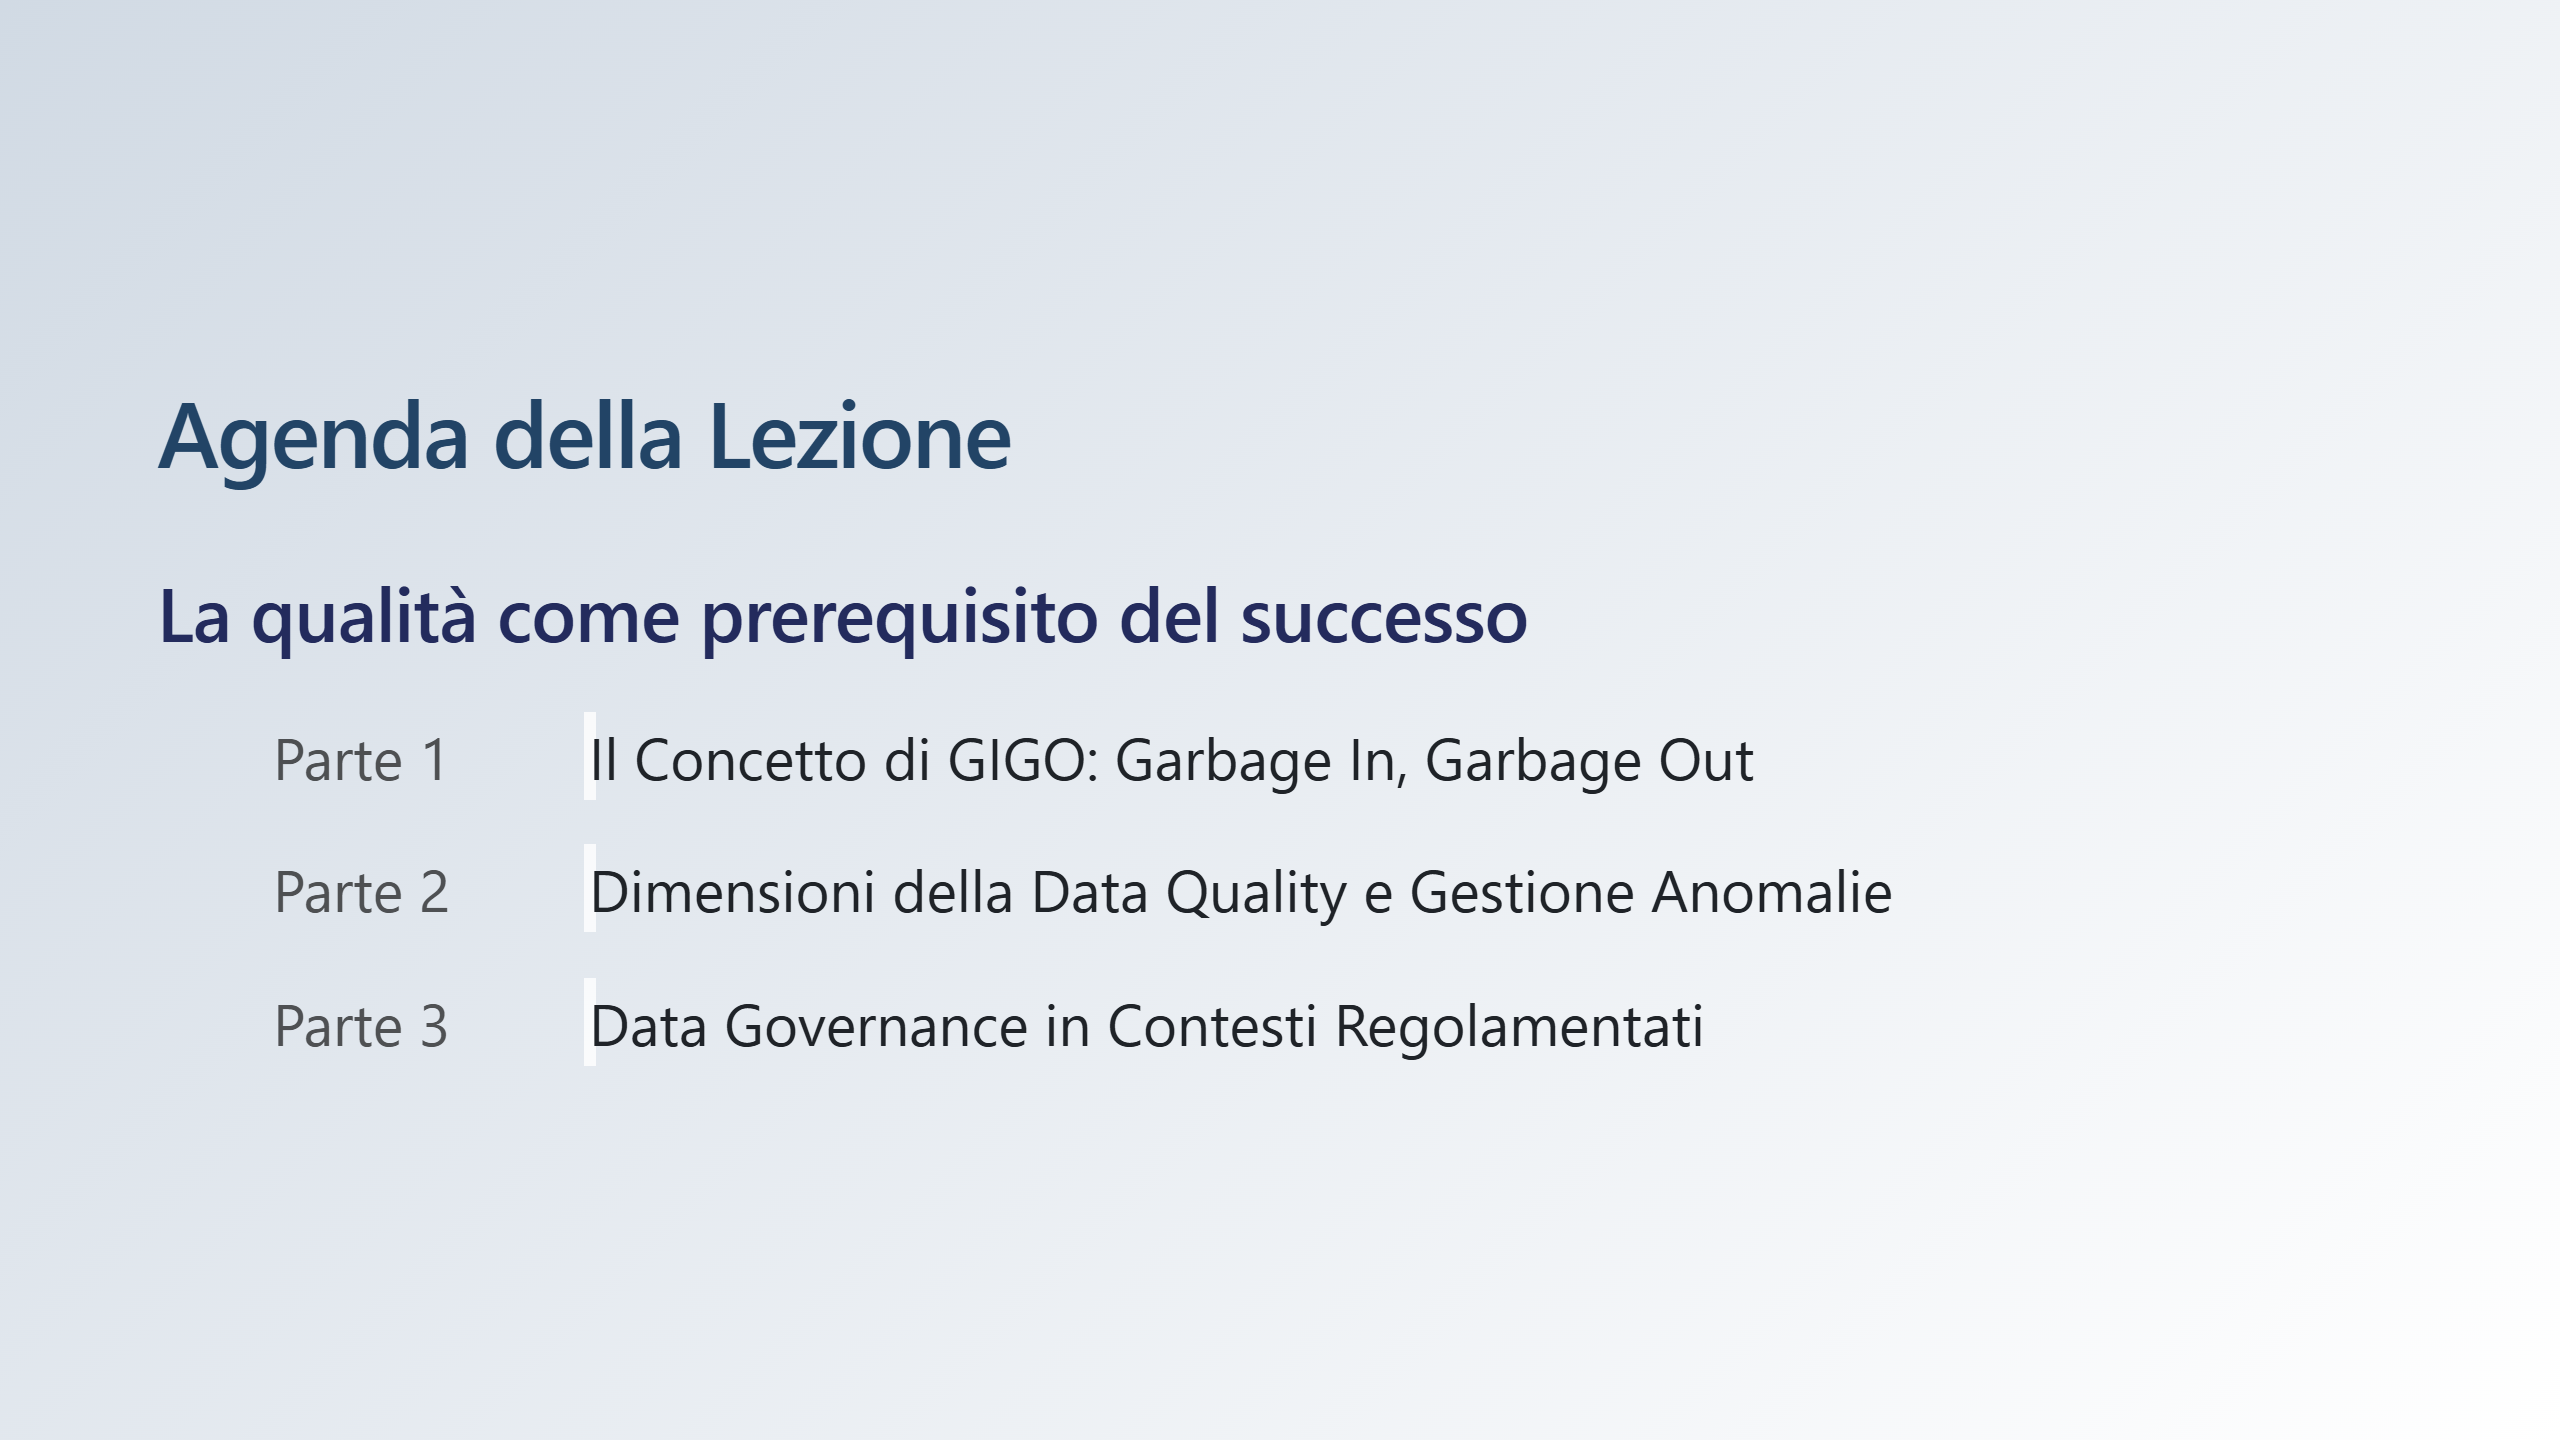 Agenda della Lezione
La qualità come prerequisito del successo
Parte 1 Il Concetto di GIGO: Garbage In, Garbage Out
Parte 2 Dimensioni della Data Quality e Gestione Anomalie
Parte 3 Data Governance in Contesti Regolamentati